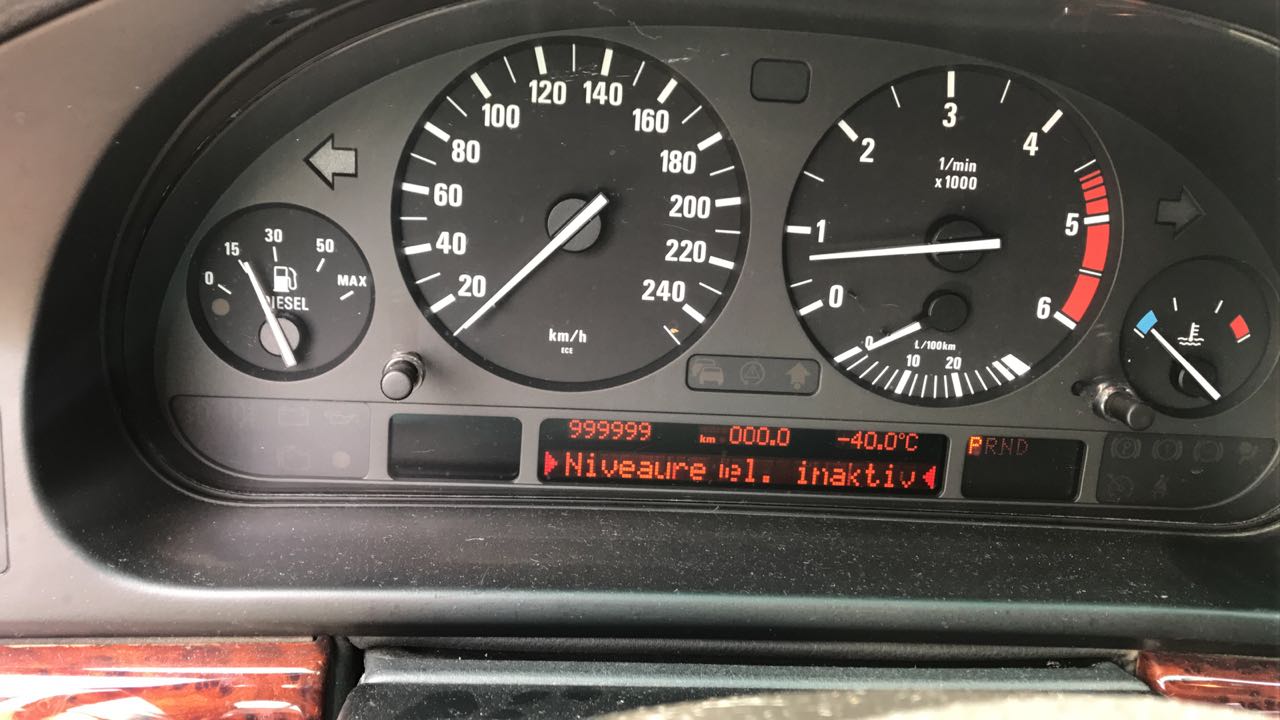 0 15 30 50 MAX
DIESEL
20 40 60 80 100 120 140 160 180 200 220 240
km/h
ECE
0 1 2 3 4 5 6
1/min
x1000
0 10 20
L/100km
999999 km 000.0 -40.0°C
Niveaure el. inaktiv
PRND